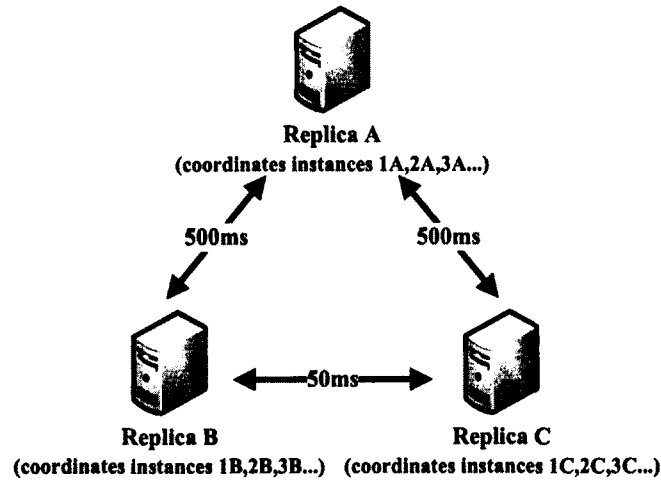 Replica A
(coordinates instances 1A,2A,3A...)
500ms
500ms
50ms
Replica B
Replica C
(coordinates instances 1B,2B,3B...)
(coordinates instances 1C,2C,3C...)